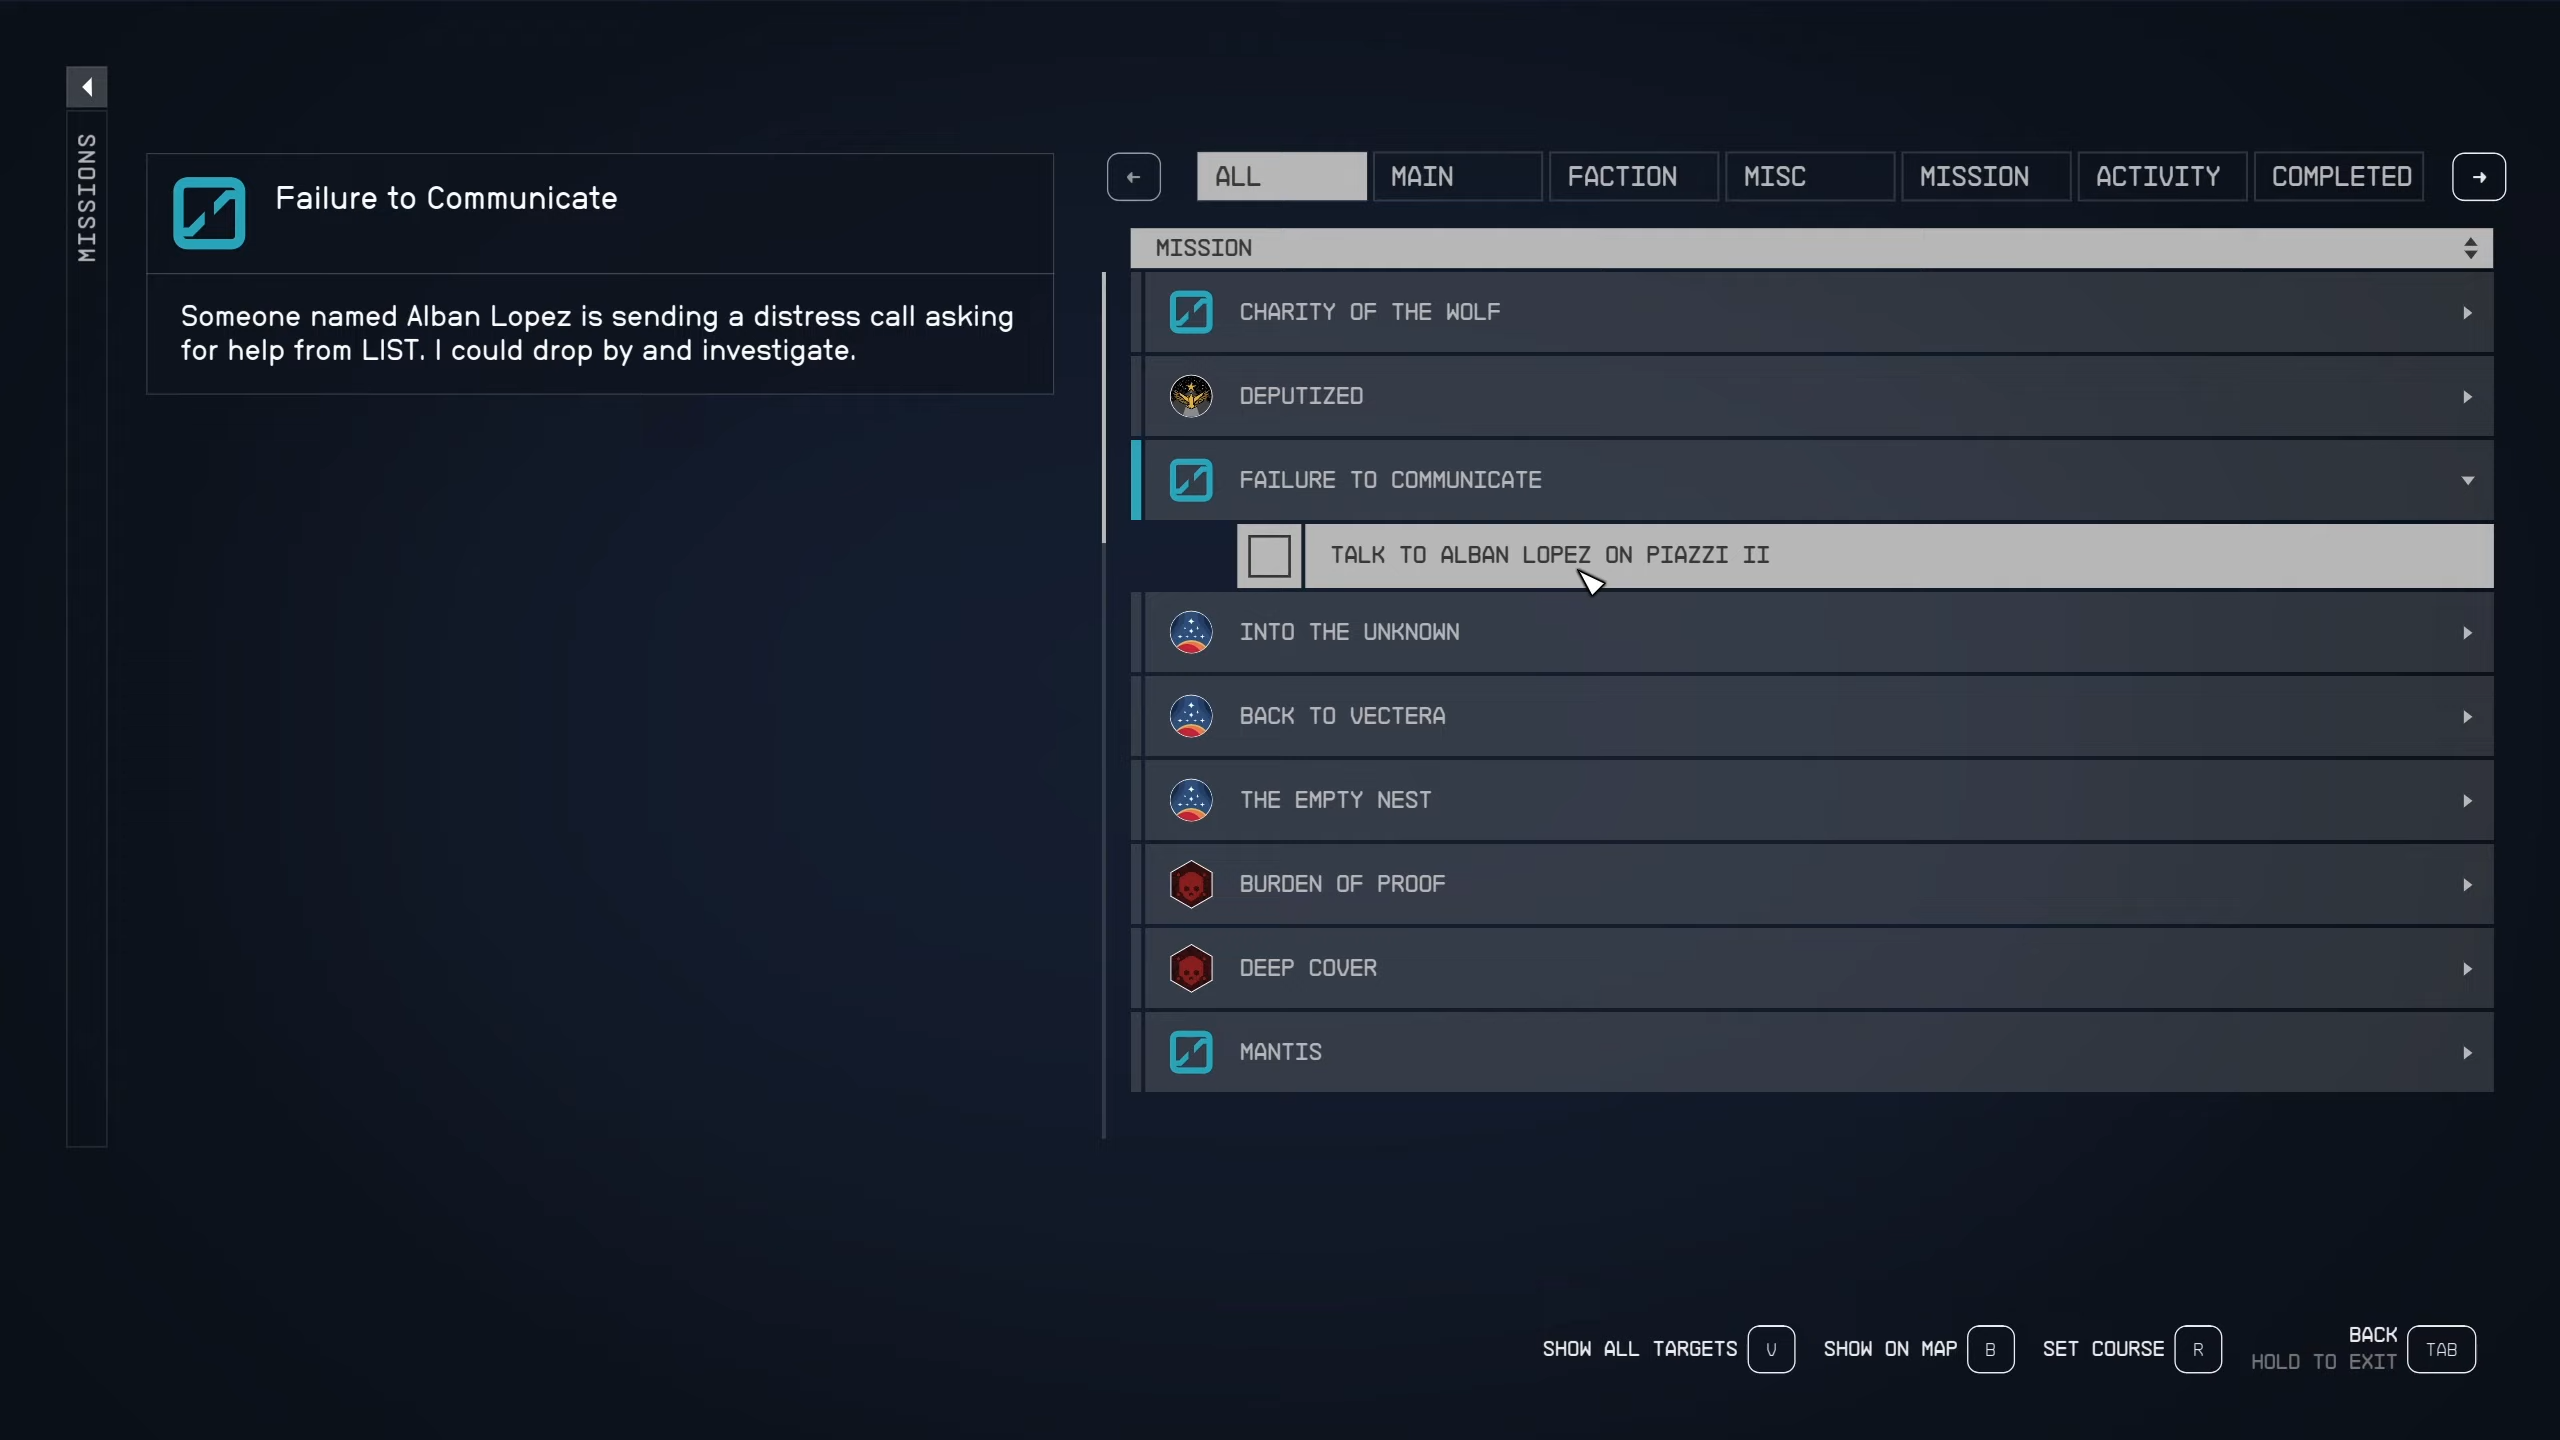 MISSIONS
Failure to Communicate
Someone named Alban Lopez is sending a distress call asking
for help from LIST. I could drop by and investigate.
ALL MAIN FACTION MISC MISSION ACTIVITY COMPLETED
MISSION
CHARITY OF THE WOLF
DEPUTIZED
FAILURE TO COMMUNICATE
TALK TO ALBAN LOPEZ ON PIAZZI II
INTO THE UNKNOWN
BACK TO VECTERA
THE EMPTY NEST
BURDEN OF PROOF
DEEP COVER
MANTIS
SHOW ALL TARGETS V SHOW ON MAP B SET COURSE R BACK TAB
HOLD TO EXIT